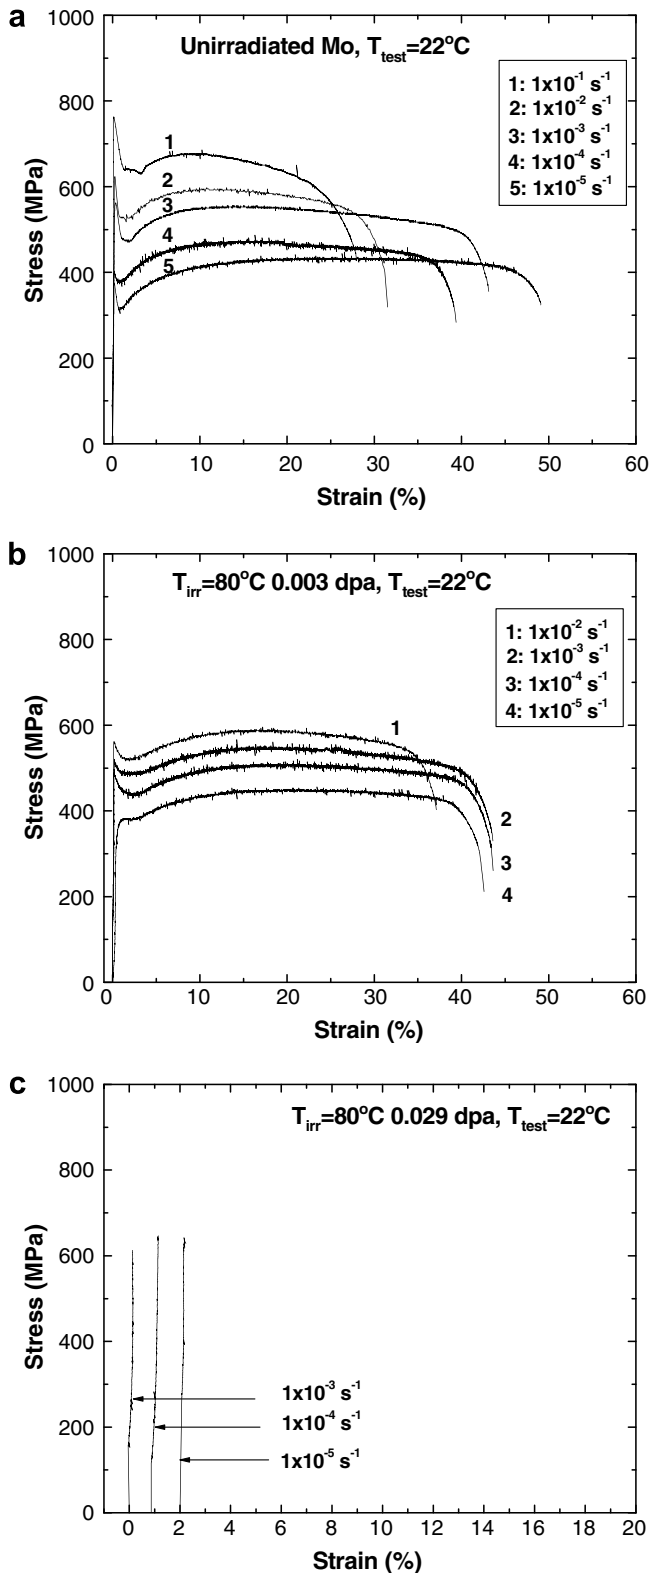 a
1000
Unirradiated Mo, T_test=22°C
1: 1x10^-1 s^-1
2: 1x10^-2 s^-1
3: 1x10^-3 s^-1
4: 1x10^-4 s^-1
5: 1x10^-5 s^-1
800
600
400
200
0
Stress (MPa)
1
2
3
4
5
0 10 20 30 40 50 60
Strain (%)
b
1000
T_irr=80°C 0.003 dpa, T_test=22°C
1: 1x10^-2 s^-1
2: 1x10^-3 s^-1
3: 1x10^-4 s^-1
4: 1x10^-5 s^-1
800
600
400
200
0
Stress (MPa)
1
2
3
4
0 10 20 30 40 50 60
Strain (%)
c
1000
T_irr=80°C 0.029 dpa, T_test=22°C
800
600
400
200
0
Stress (MPa)
1x10^-3 s^-1
1x10^-4 s^-1
1x10^-5 s^-1
0 2 4 6 8 10 12 14 16 18 20
Strain (%)